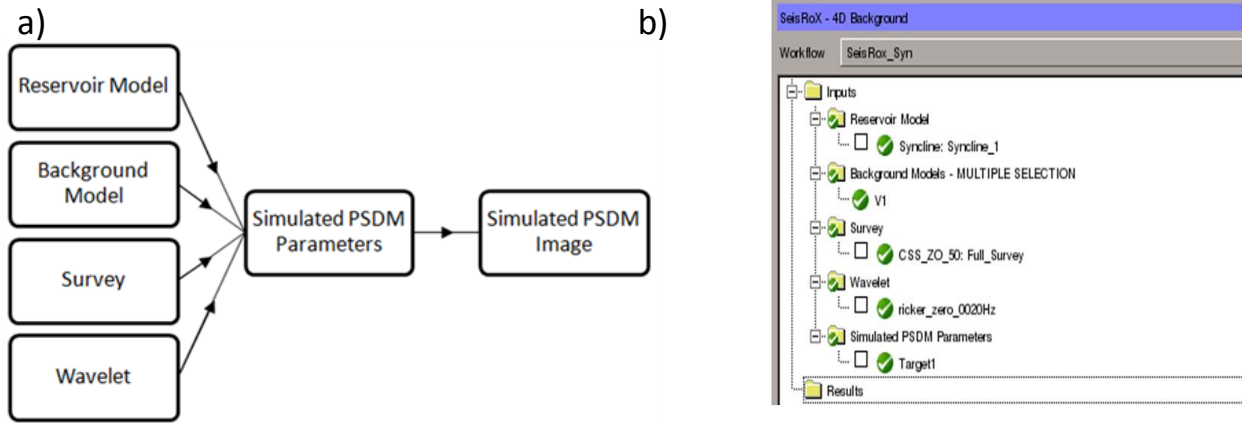 a)
Reservoir Model
Background
Model
Survey
Wavelet
Simulated PSDM
Parameters
Simulated PSDM
Image
b)
SeisRoX - 4D Background
Workflow SeisRox_Syn
Inputs
Reservoir Model
Syncline: Syncline_1
Background Models - MULTIPLE SELECTION
V1
Survey
CSS_ZO_50: Full_Survey
Wavelet
ricker_zero_0020Hz
Simulated PSDM Parameters
Target1
Results